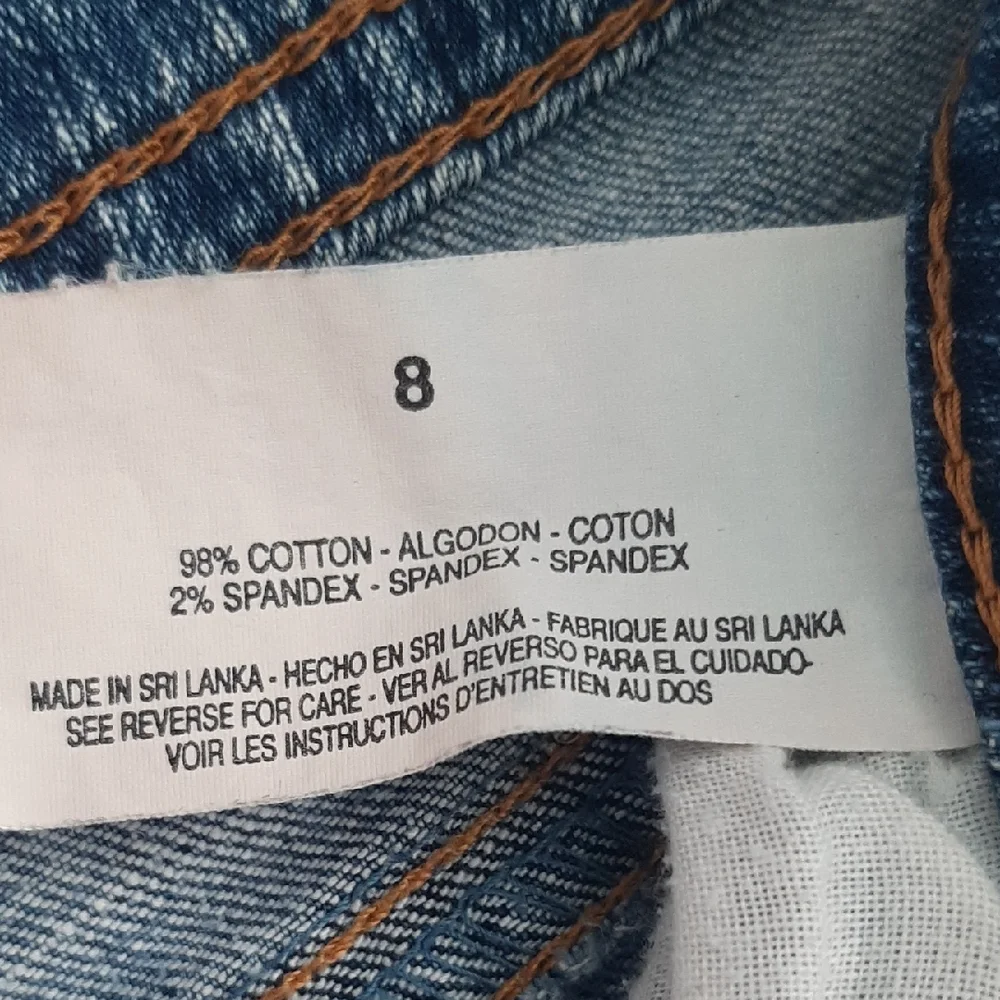 8
98% COTTON - ALGODON - COTON
2% SPANDEX - SPANDEX - SPANDEX
MADE IN SRI LANKA - HECHO EN SRI LANKA - FABRIQUE AU SRI LANKA
SEE REVERSE FOR CARE - VER AL REVERSO PARA EL CUIDADO-
VOIR LES INSTRUCTIONS D'ENTRETIEN AU DOS